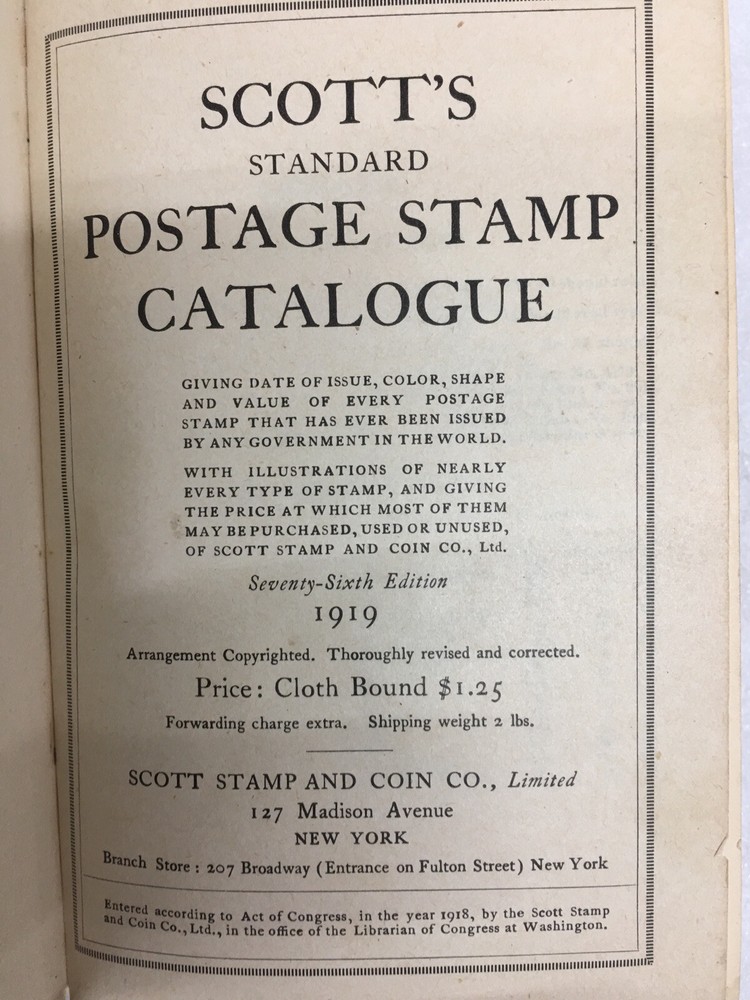 SCOTT'S
STANDARD
POSTAGE STAMP
CATALOGUE
GIVING DATE OF ISSUE, COLOR, SHAPE
AND VALUE OF EVERY POSTAGE
STAMP THAT HAS EVER BEEN ISSUED
BY ANY GOVERNMENT IN THE WORLD.
WITH ILLUSTRATIONS OF NEARLY
EVERY TYPE OF STAMP, AND GIVING
THE PRICE AT WHICH MOST OF THEM
MAY BE PURCHASED, USED OR UNUSED,
OF SCOTT STAMP AND COIN CO., Ltd.
Seventy-Sixth Edition
1919
Arrangement Copyrighted. Thoroughly revised and corrected.
Price: Cloth Bound $1.25
Forwarding charge extra. Shipping weight 2 lbs.
SCOTT STAMP AND COIN CO., Limited
127 Madison Avenue
NEW YORK
Branch Store: 207 Broadway (Entrance on Fulton Street) New York
Entered according to Act of Congress, in the year 1918, by the Scott Stamp
and Coin Co., Ltd., in the office of the Librarian of Congress at Washington.